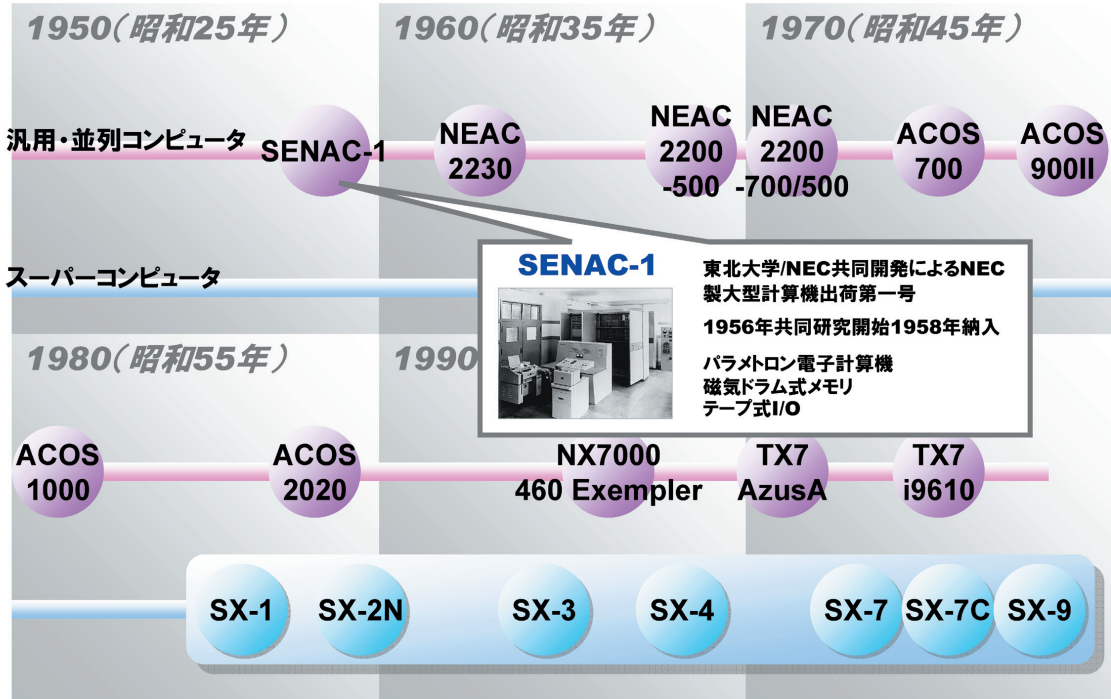 1950(昭和25年)
1960(昭和35年)
1970(昭和45年)
汎用・並列コンピュータ
SENAC-1
NEAC
2230
NEAC
2200
-500
NEAC
2200
-700/500
ACOS
700
ACOS
900II
スーパーコンピュータ
SENAC-1
東北大学/NEC共同開発によるNEC
製大型計算機出荷第一号
1956年共同研究開始1958年納入
パラメトロン電子計算機
磁気ドラム式メモリ
テープ式I/O
1980(昭和55年)
1990
ACOS
1000
ACOS
2020
NX7000
460 Exempler
TX7
AzusA
TX7
i9610
SX-1
SX-2N
SX-3
SX-4
SX-7
SX-7C
SX-9